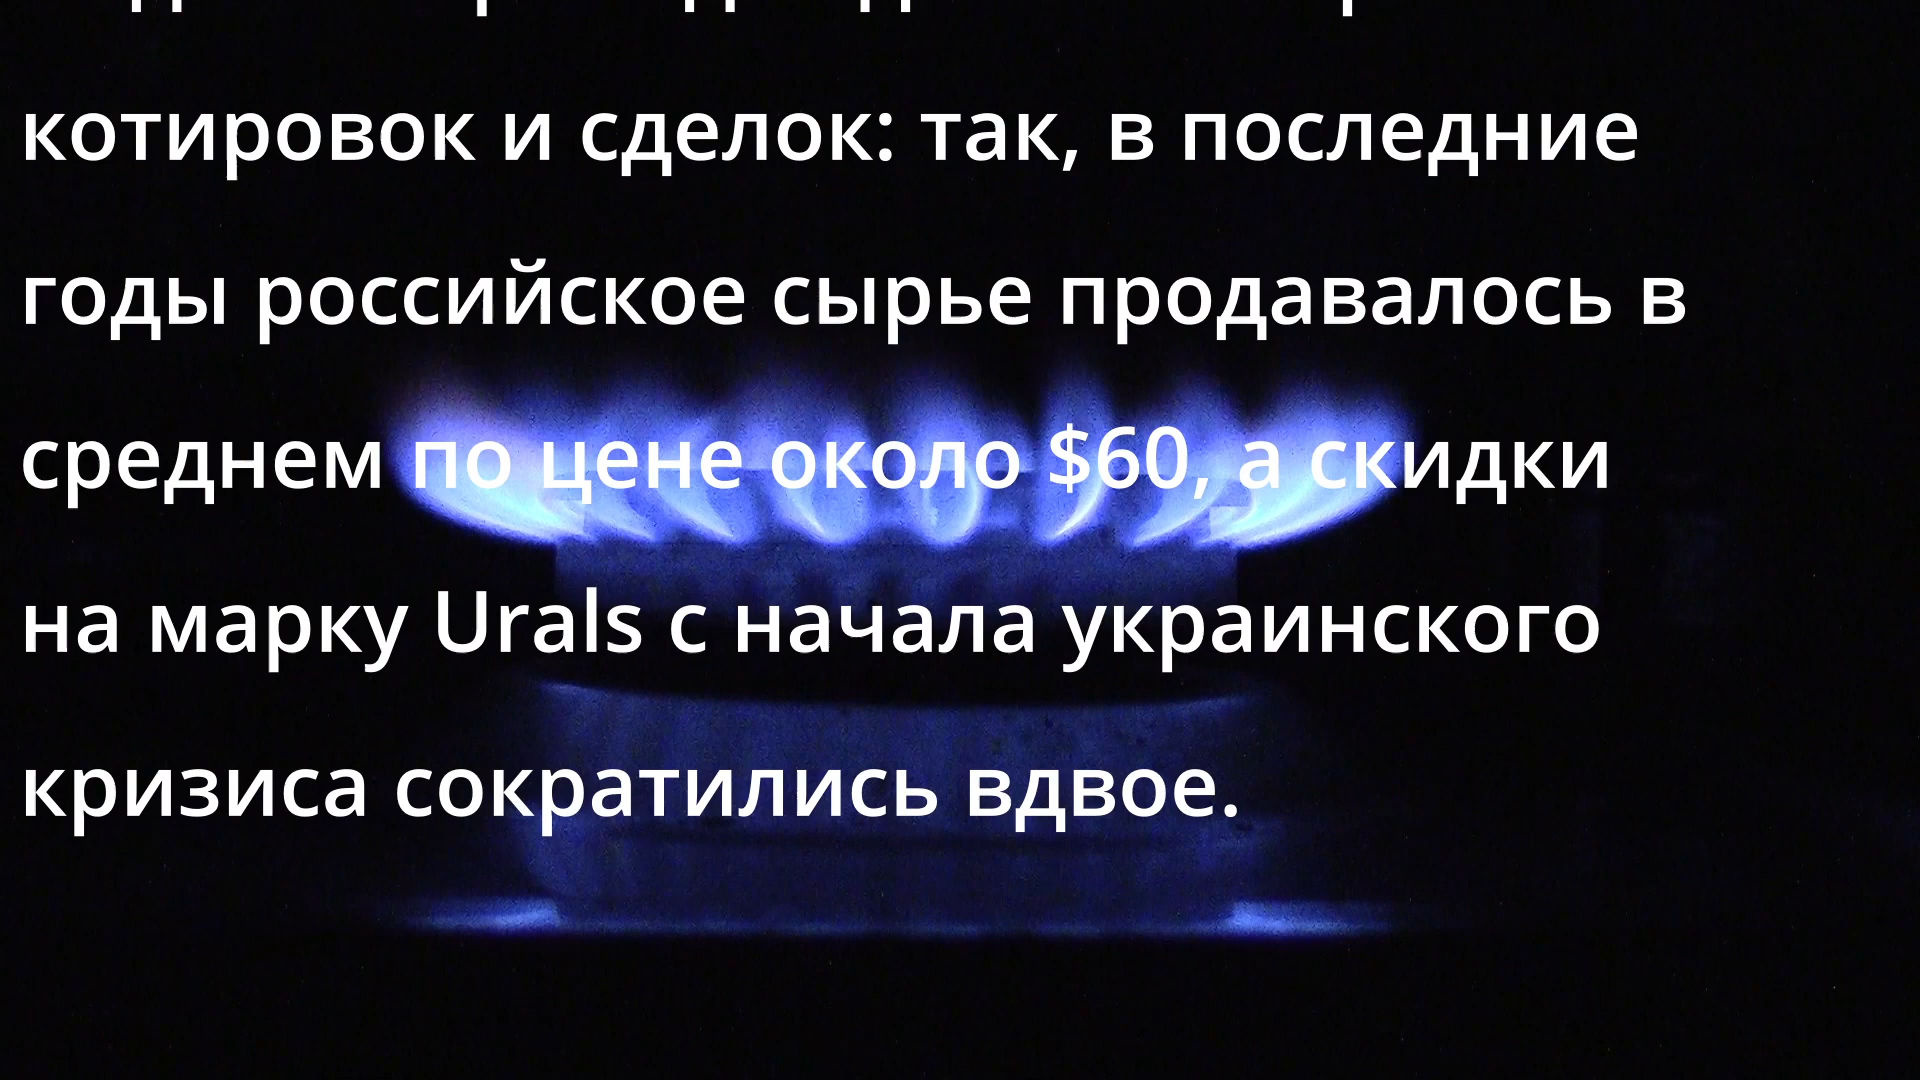 котировок и сделок: так, в последние
годы российское сырье продавалось в
среднем по цене около $60, а скидки
на марку Urals с начала украинского
кризиса сократились вдвое.